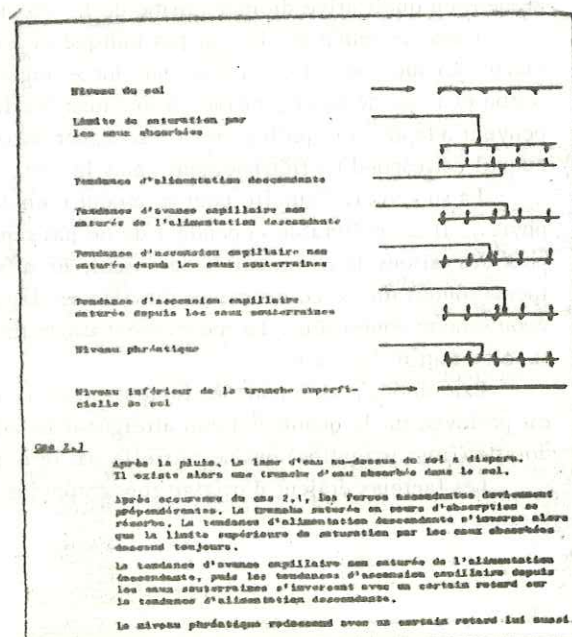 Niveau du sol
Limite de saturation par
les eaux absorbées
Tendance d'alimentation descendante
Tendance d'avance capillaire non
saturée de l'alimentation descendante
Tendance d'ascension capillaire non
saturée depuis les eaux souterraines
Tendance d'ascension capillaire
saturée depuis les eaux souterraines
Niveau phréatique
Niveau inférieur de la tranche superfi-
cielle de sol
Cas 2.3
Après la pluie. La lame d'eau au-dessus du sol a disparu.
Il existe alors une tranche d'eau absorbée dans le sol.
Contrairement au cas 2.1, les forces descendantes deviennent
prépondérantes. La tranche saturée en cours d'absorption se
résorbe. La tendance d'alimentation descendante s'inverse alors
que la limite supérieure de saturation par les eaux absorbées
descend toujours.
La tendance d'avance capillaire non saturée de l'alimentation
descendante, puis les tendances d'ascension capillaire depuis
les eaux souterraines s'inversent avec un certain retard sur
la tendance d'alimentation descendante.
Le niveau phréatique redescend avec un certain retard lui aussi.